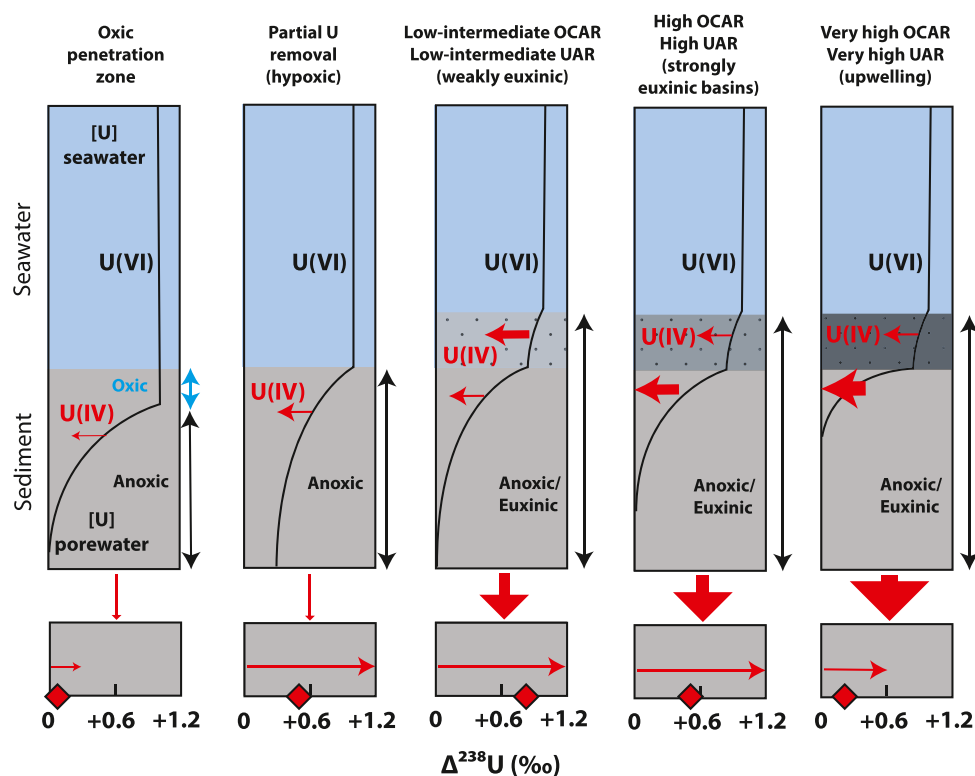 Oxic
penetration
zone
Partial U
removal
(hypoxic)
Low-intermediate OCAR
Low-intermediate UAR
(weakly euxinic)
High OCAR
High UAR
(strongly
euxinic basins)
Very high OCAR
Very high UAR
(upwelling)
Seawater
Sediment
[U]
seawater
U(VI)
Oxic
U(IV)
Anoxic
[U]
porewater
U(VI)
U(IV)
Anoxic
U(VI)
U(IV)
Anoxic/
Euxinic
U(VI)
U(IV)
Anoxic/
Euxinic
U(VI)
U(IV)
Anoxic/
Euxinic
0 +0.6 +1.2
0 +0.6 +1.2
0 +0.6 +1.2
0 +0.6 +1.2
0 +0.6 +1.2
Δ²³⁸U (‰)